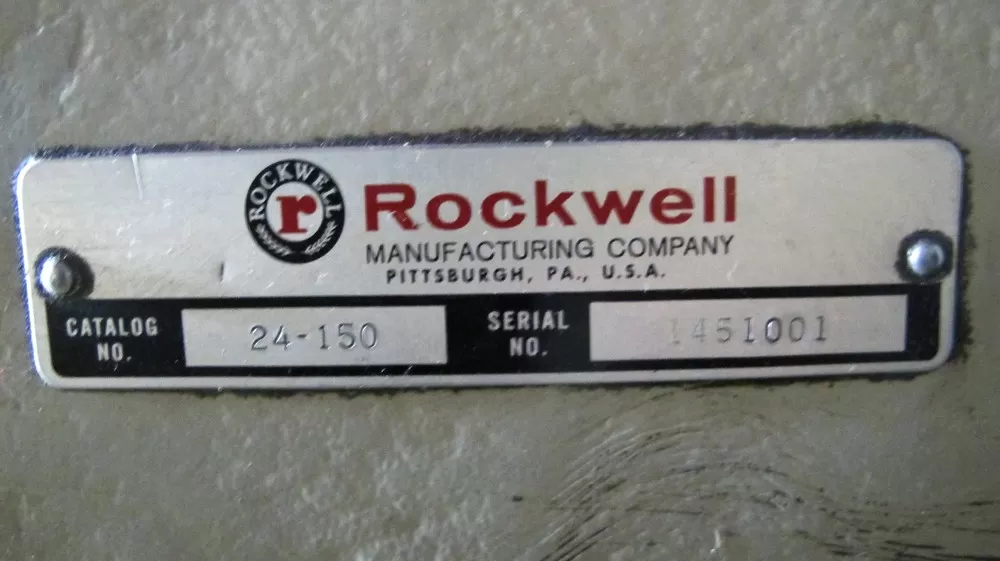 ROCKWELL
r
Rockwell
MANUFACTURING COMPANY
PITTSBURGH, PA., U.S.A.
CATALOG NO.
24-150
SERIAL NO.
1451001